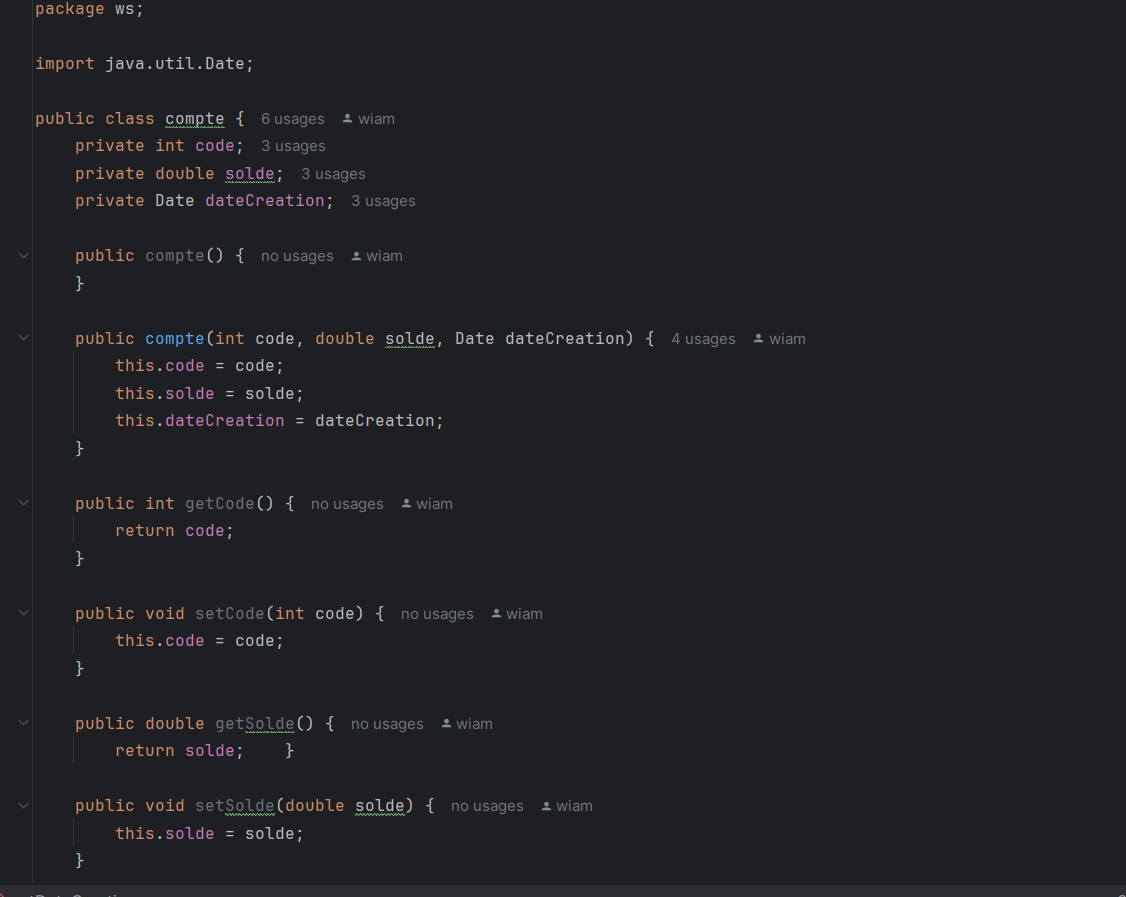 package ws;
import java.util.Date;
public class compte { 6 usages wiam
private int code; 3 usages
private double solde; 3 usages
private Date dateCreation; 3 usages
public compte() { no usages wiam
}
public compte(int code, double solde, Date dateCreation) { 4 usages wiam
this.code = code;
this.solde = solde;
this.dateCreation = dateCreation;
}
public int getCode() { no usages wiam
return code;
}
public void setCode(int code) { no usages wiam
this.code = code;
}
public double getSolde() { no usages wiam
return solde; }
public void setSolde(double solde) { no usages wiam
this.solde = solde;
}